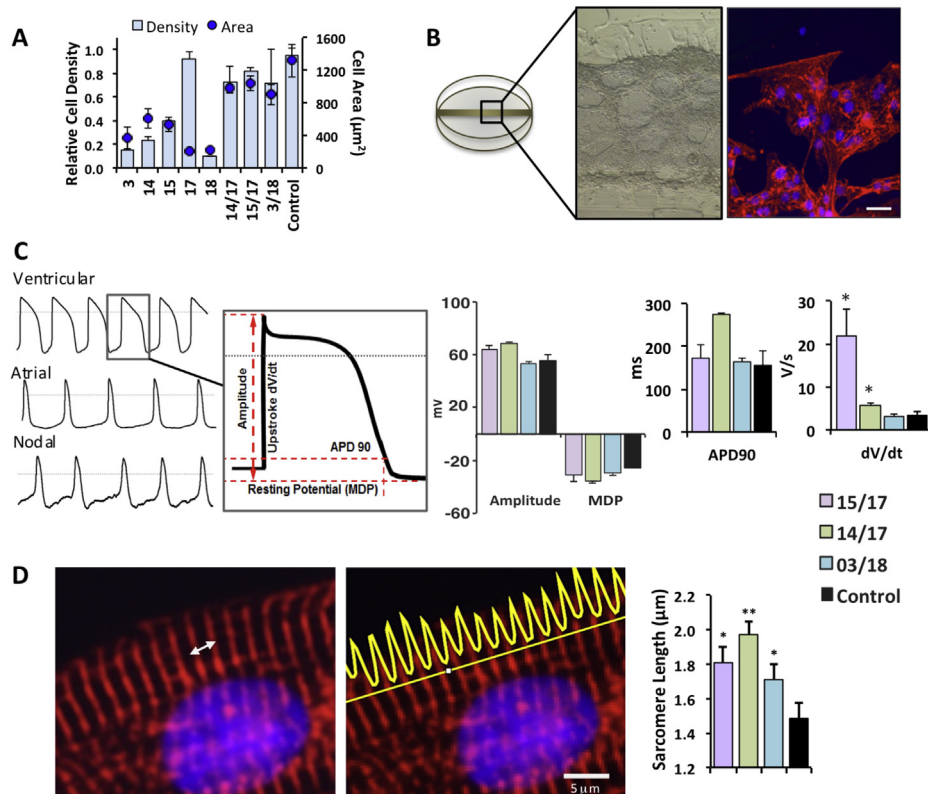 A
Density Area
Relative Cell Density
1.0
0.8
0.6
0.4
0.2
0.0
1600
1200
800
400
0
Cell Area (µm²)
3
14
15
17
18
14/17
15/17
3/18
Control
B
C
Ventricular
Atrial
Nodal
Amplitude
Upstroke dV/dt
APD 90
Resting Potential (MDP)
mV
100
60
20
-20
-60
Amplitude MDP
ms
300
200
100
0
APD90
V/s
30
20
10
0
*
*
dV/dt
15/17
14/17
03/18
Control
D
5 µm
Sarcomere Length (µm)
2.2
2.0
1.8
1.6
1.4
1.2
*
**
*